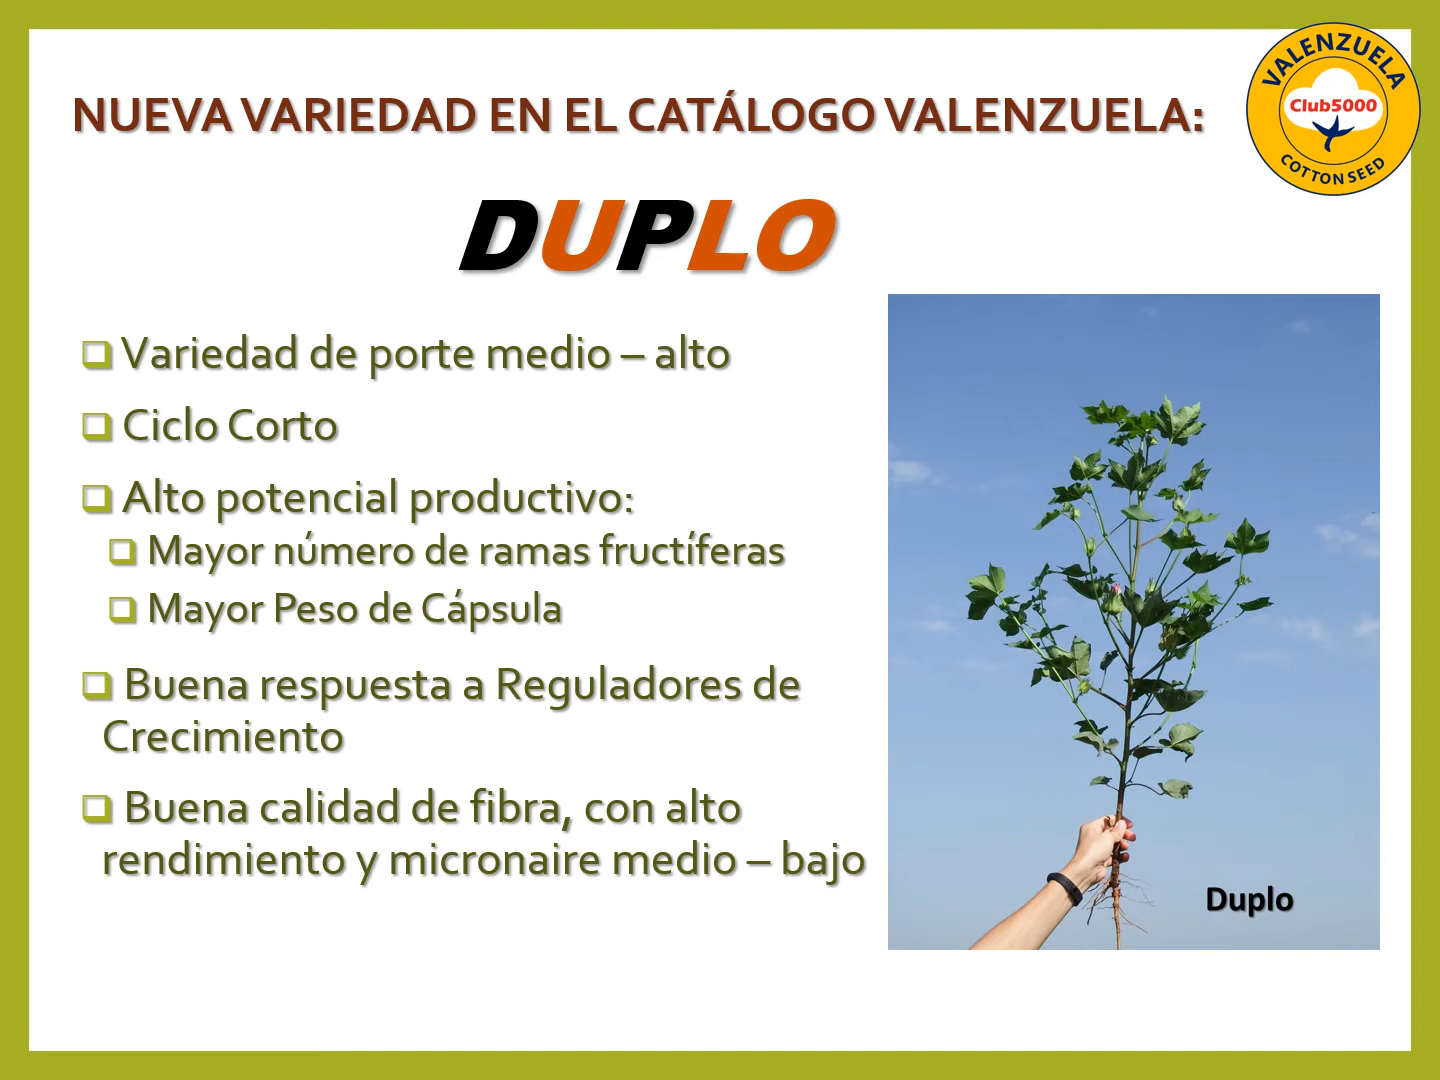 NUEVA VARIEDAD EN EL CATÁLOGO VALENZUELA:
VALENZUELA
Club5000
COTTON SEED
DUPLO
Variedad de porte medio – alto
Ciclo Corto
Alto potencial productivo:
Mayor número de ramas fructíferas
Mayor Peso de Cápsula
Buena respuesta a Reguladores de
Crecimiento
Buena calidad de fibra, con alto
rendimiento y micronaire medio – bajo
Duplo